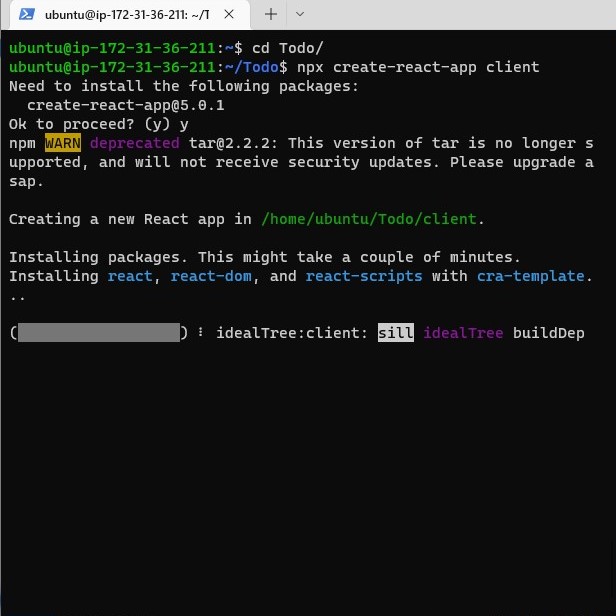 ubuntu@ip-172-31-36-211: ~/T
ubuntu@ip-172-31-36-211:~$ cd Todo/
ubuntu@ip-172-31-36-211:~/Todo$ npx create-react-app client
Need to install the following packages:
  create-react-app@5.0.1
Ok to proceed? (y) y
npm WARN deprecated tar@2.2.2: This version of tar is no longer s
upported, and will not receive security updates. Please upgrade a
sap.
Creating a new React app in /home/ubuntu/Todo/client.
Installing packages. This might take a couple of minutes.
Installing react, react-dom, and react-scripts with cra-template.
..
(                  ) ⠸ idealTree:client: sill idealTree buildDep